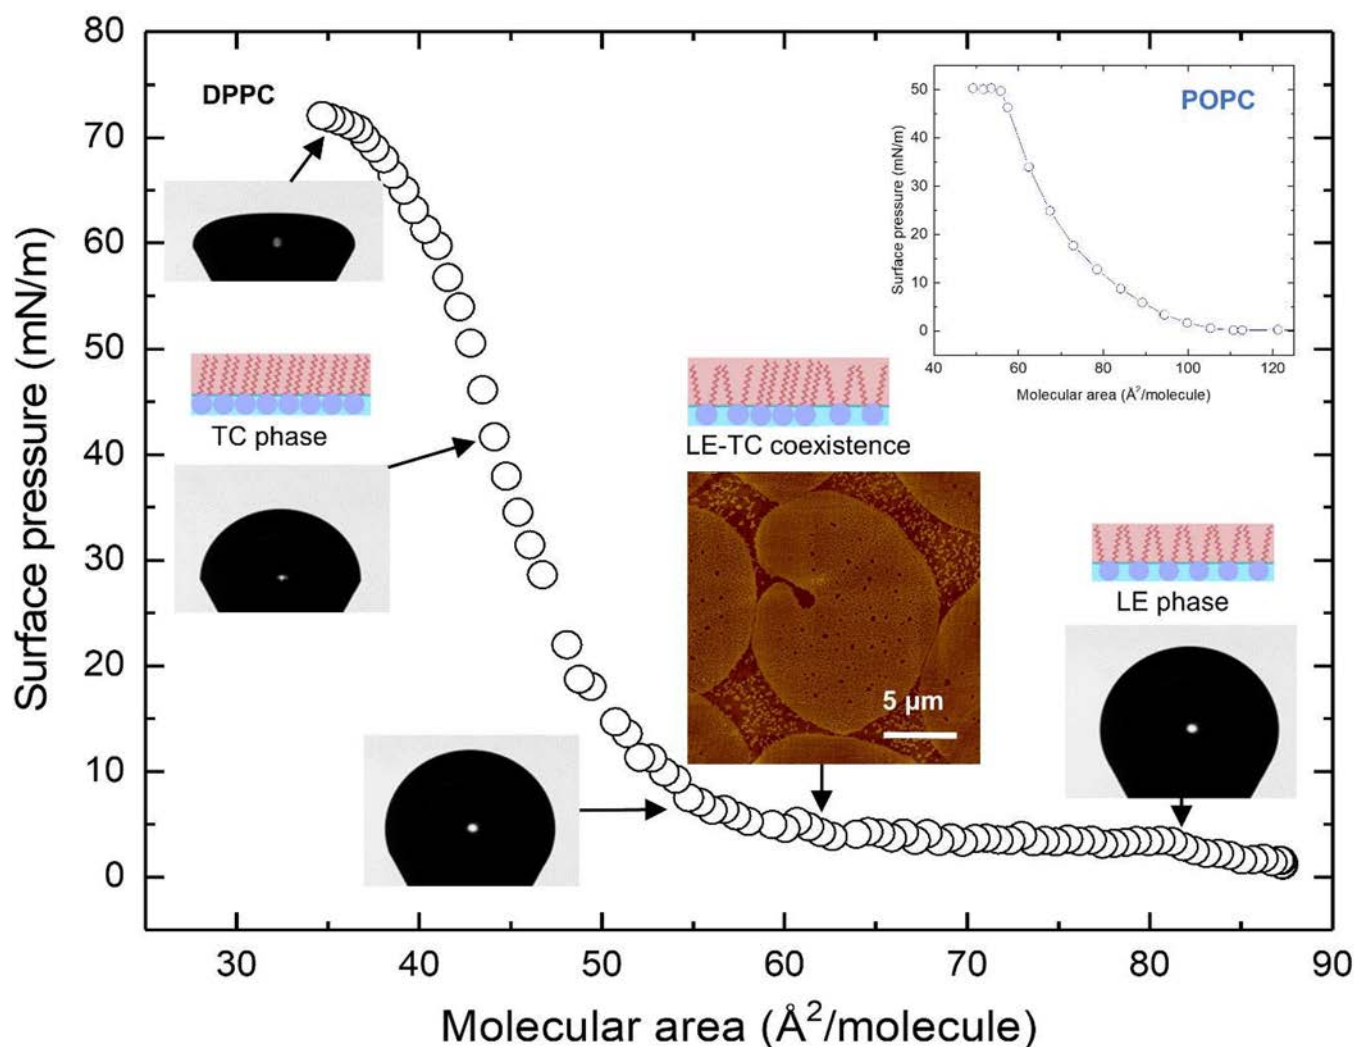 80
70
60
50
40
30
20
10
0
Surface pressure (mN/m)
30
40
50
60
70
80
90
Molecular area (Å²/molecule)
DPPC
TC phase
LE-TC coexistence
5 µm
LE phase
POPC
50
40
30
20
10
0
Surface pressure (mN/m)
40
60
80
100
120
Molecular area (Å²/molecule)